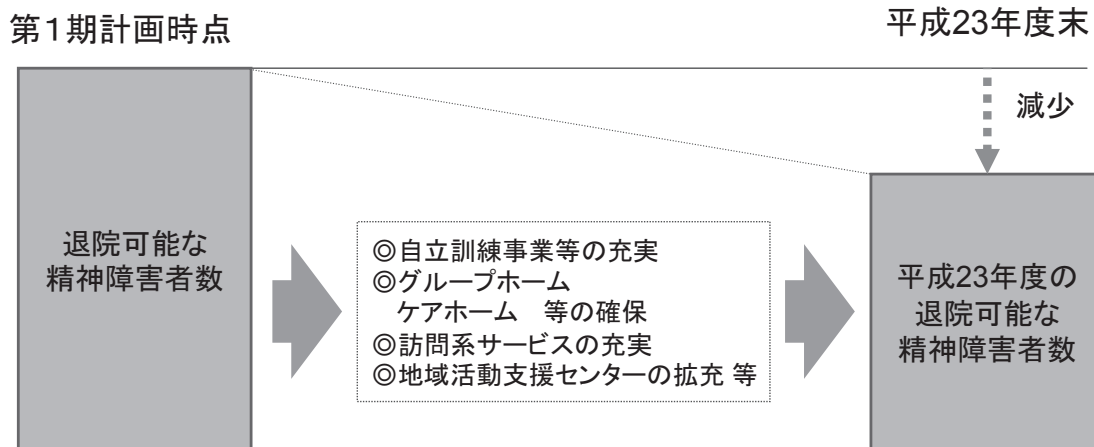 第1期計画時点
平成23年度末
減少
退院可能な
精神障害者数
◎自立訓練事業等の充実
◎グループホーム
ケアホーム　等の確保
◎訪問系サービスの充実
◎地域活動支援センターの拡充 等
平成23年度の
退院可能な
精神障害者数